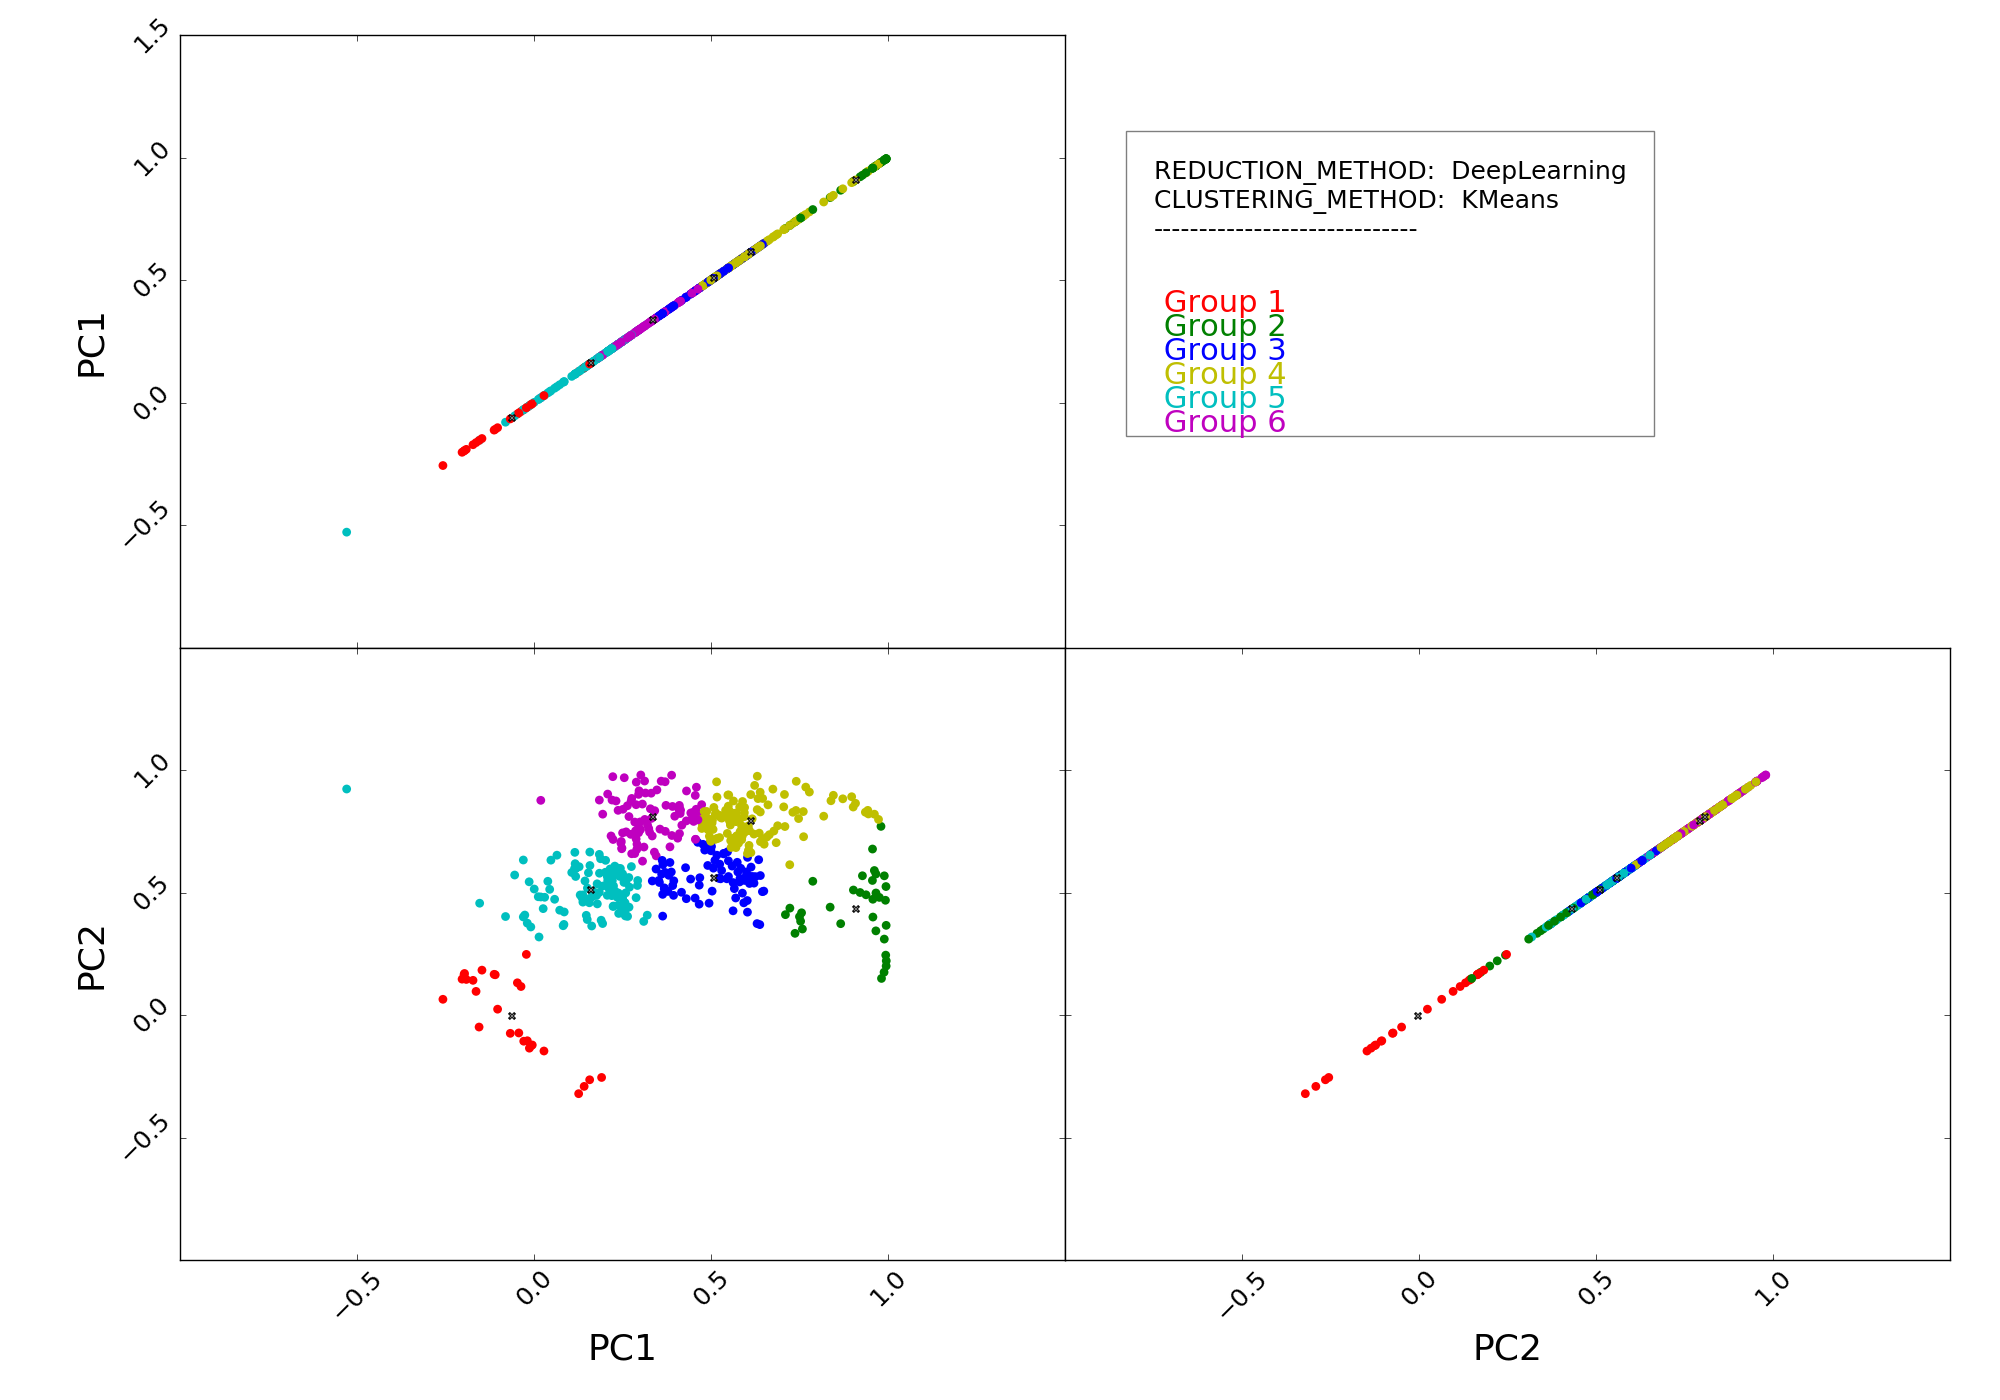 1.5
1.0
0.5
0.0
−0.5
PC1
REDUCTION_METHOD: DeepLearning
CLUSTERING_METHOD: KMeans
-----------------------------
Group 1
Group 2
Group 3
Group 4
Group 5
Group 6
1.0
0.5
0.0
−0.5
PC2
−0.5 0.0 0.5 1.0
PC1
−0.5 0.0 0.5 1.0
PC2